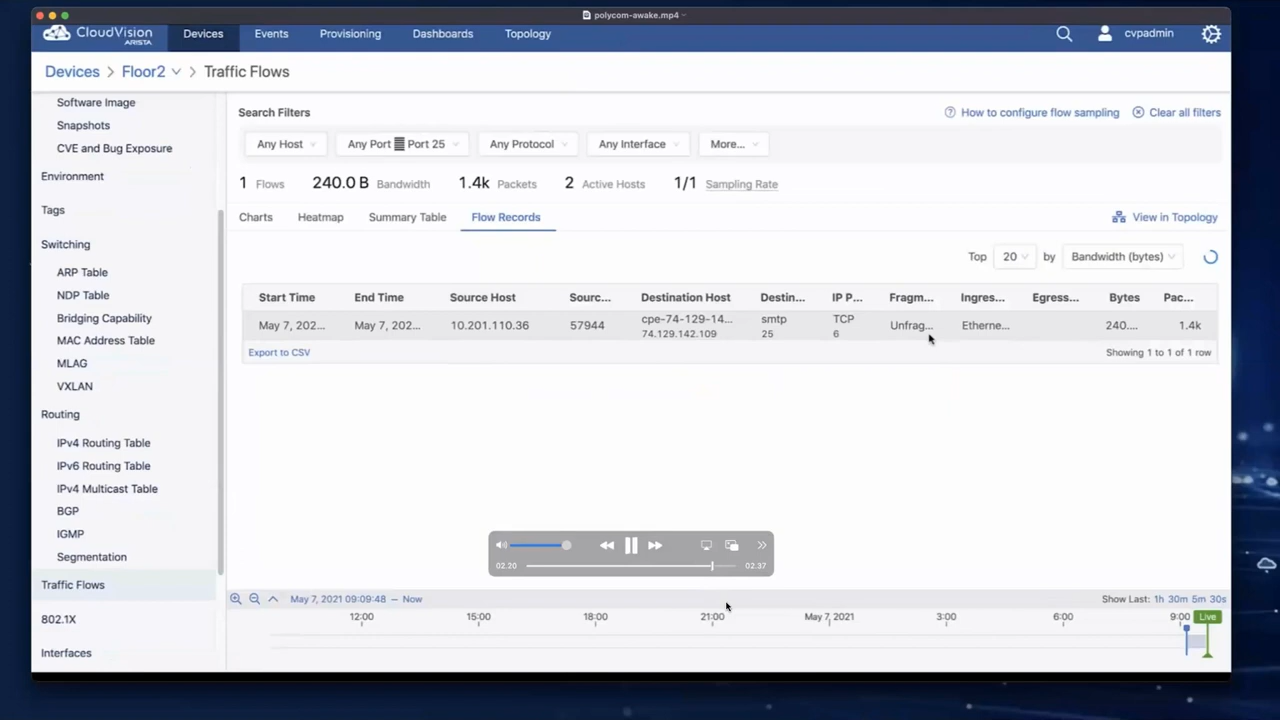 polycom-awake.mp4
CloudVision
ARISTA
Devices
Events
Provisioning
Dashboards
Topology
cvpadmin
Devices > Floor2 > Traffic Flows
Software Image
Snapshots
CVE and Bug Exposure
Environment
Tags
Switching
ARP Table
NDP Table
Bridging Capability
MAC Address Table
MLAG
VXLAN
Routing
IPv4 Routing Table
IPv6 Routing Table
IPv4 Multicast Table
BGP
IGMP
Segmentation
Traffic Flows
802.1X
Interfaces
Search Filters
How to configure flow sampling
Clear all filters
Any Host
Any Port Port 25
Any Protocol
Any Interface
More...
1 Flows 240.0 B Bandwidth 1.4k Packets 2 Active Hosts 1/1 Sampling Rate
Charts
Heatmap
Summary Table
Flow Records
View in Topology
Top 20 by Bandwidth (bytes)
Start Time End Time Source Host Sourc... Destination Host Destin... IP P... Fragm... Ingres... Egress... Bytes Pac...
May 7, 202... May 7, 202... 10.201.110.36 57944 cpe-74-129-14... smtp TCP Unfrag... Etherne... 240.... 1.4k
74.129.142.109 25 6
Export to CSV
Showing 1 to 1 of 1 row
02.20 02.37
May 7, 2021 09:09:48 – Now
Show Last: 1h 30m 5m 30s
12:00 15:00 18:00 21:00 May 7, 2021 3:00 6:00 9:00 Live